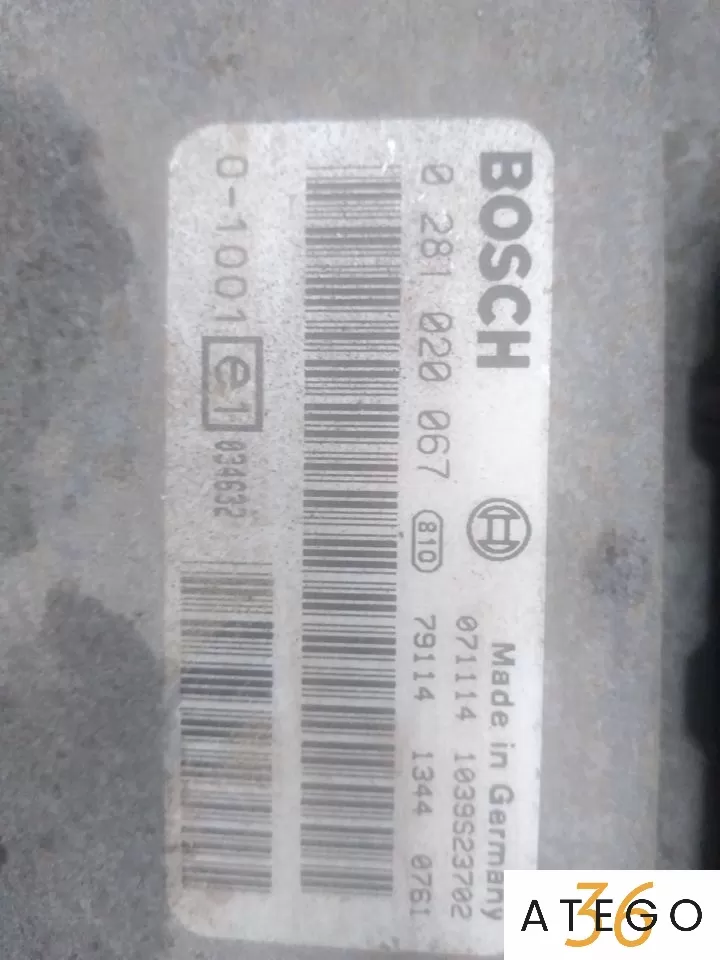 BOSCH
Made in Germany
071114 1039S23702
0 281 020 067 810 79114 1344 0761
0-1001 e1 034632
ATEGO
36